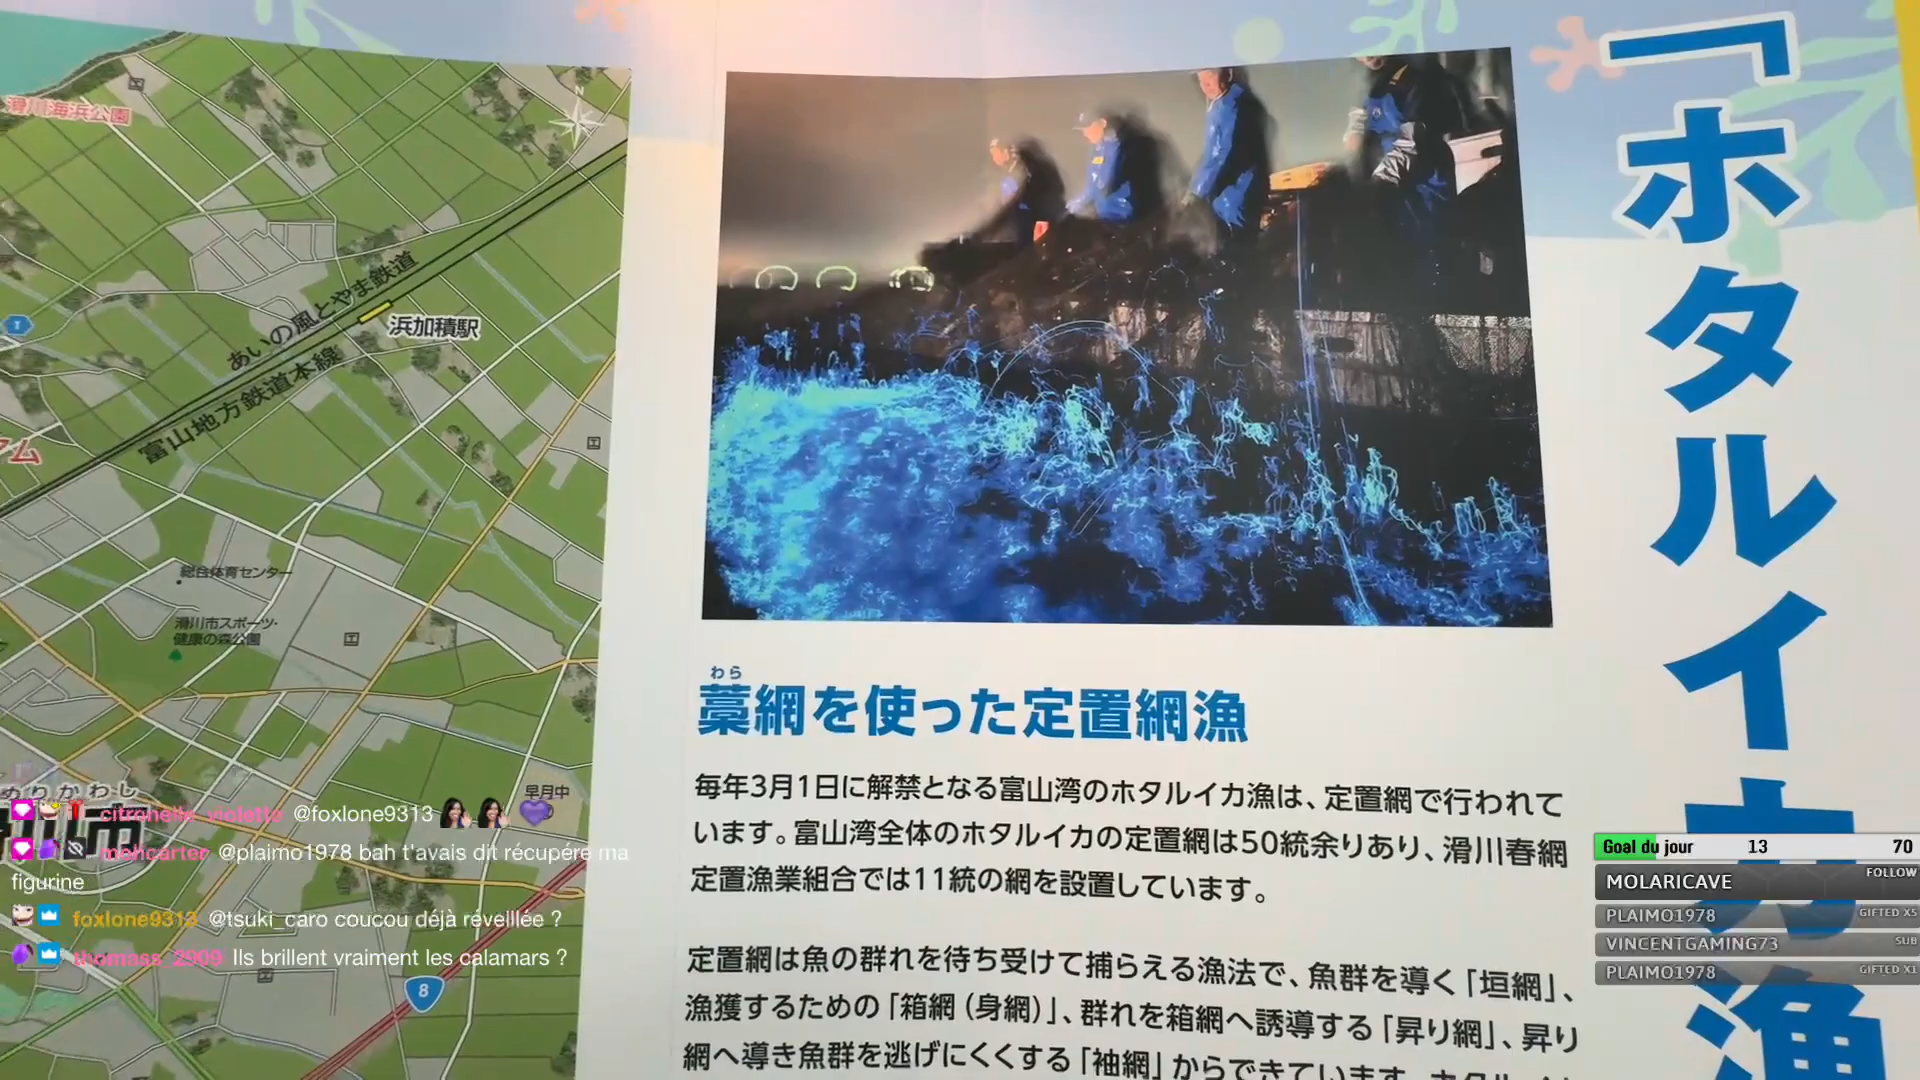 滑川海浜公園
N
あいの風とやま鉄道
浜加積駅
富山地方鉄道本線
総合体育センター
滑川市スポーツ・
健康の森公園
早月中
8
「ホタルイカ漁
わら
藁網を使った定置網漁
毎年3月1日に解禁となる富山湾のホタルイカ漁は、定置網で行われて
います。富山湾全体のホタルイカの定置網は50統余りあり、滑川春網
定置漁業組合では11統の網を設置しています。
定置網は魚の群れを待ち受けて捕らえる漁法で、魚群を導く「垣網」、
漁獲するための「箱網(身網)」、群れを箱網へ誘導する「昇り網」、昇り
網へ導き魚群を逃げにくくする「袖網」からできています。
citronelle_violette @foxlone9313
mohcarter @plaimo1978 bah t'avais dit récupére ma
figurine
foxlone9313 @tsuki_caro coucou déjà réveilllée ?
thomass_2909 Ils brillent vraiment les calamars ?
Goal du jour 13 70
MOLARICAVE FOLLOW
PLAIMO1978 GIFTED X5
VINCENTGAMING73 SUB
PLAIMO1978 GIFTED X1